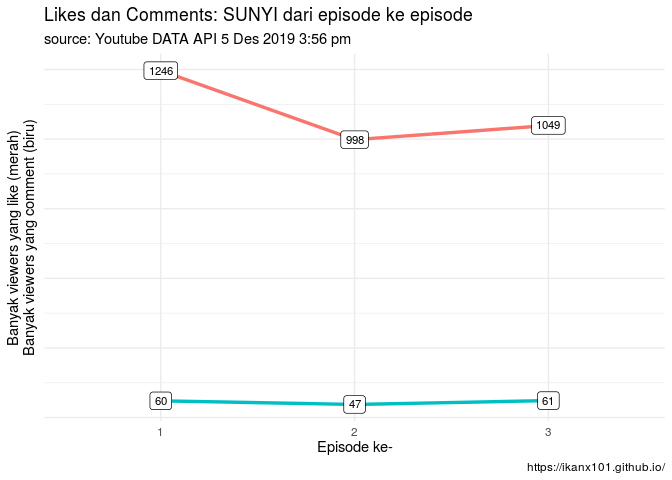 Likes dan Comments: SUNYI dari episode ke episode
source: Youtube DATA API 5 Des 2019 3:56 pm
Banyak viewers yang like (merah)
Banyak viewers yang comment (biru)
1246
998
1049
60
47
61
1
2
3
Episode ke-
https://ikanx101.github.io/